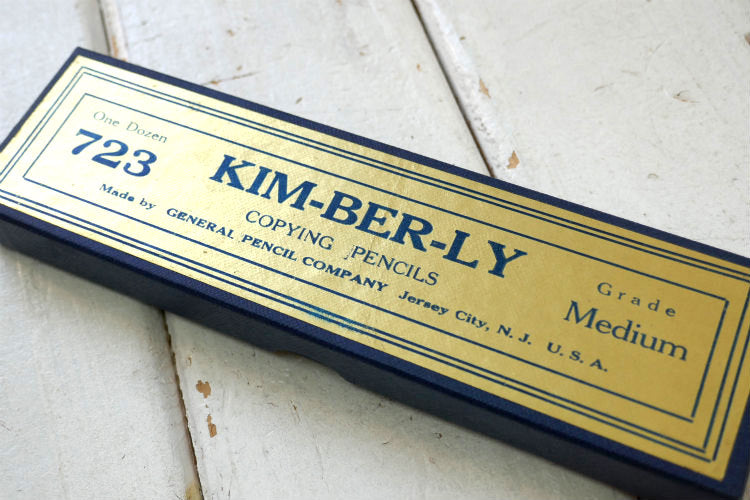 One Dozen
723
KIM-BER-LY
COPYING PENCILS
Made by GENERAL PENCIL COMPANY Jersey City, N. J. U. S. A.
Grade
Medium